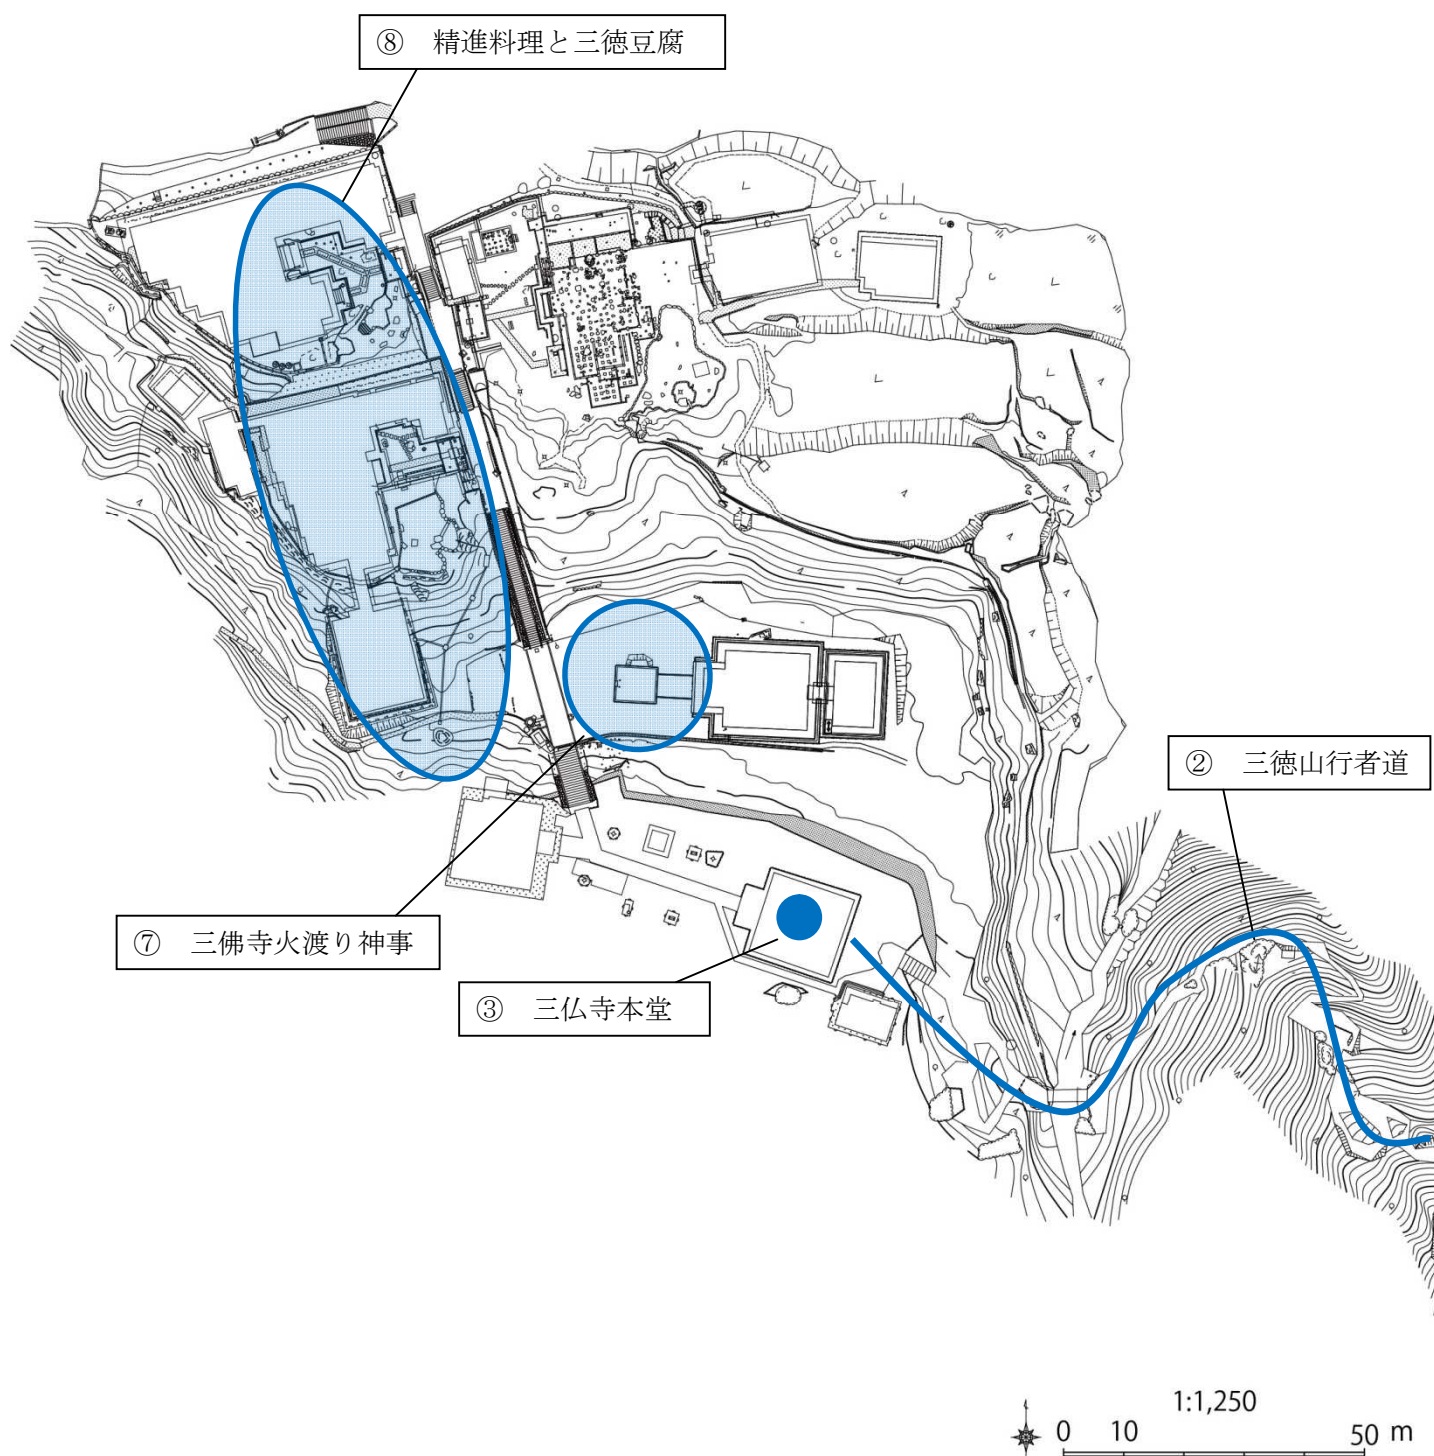 ⑧　精進料理と三徳豆腐
②　三徳山行者道
⑦　三佛寺火渡り神事
③　三仏寺本堂
1:1,250
0 10 50 m